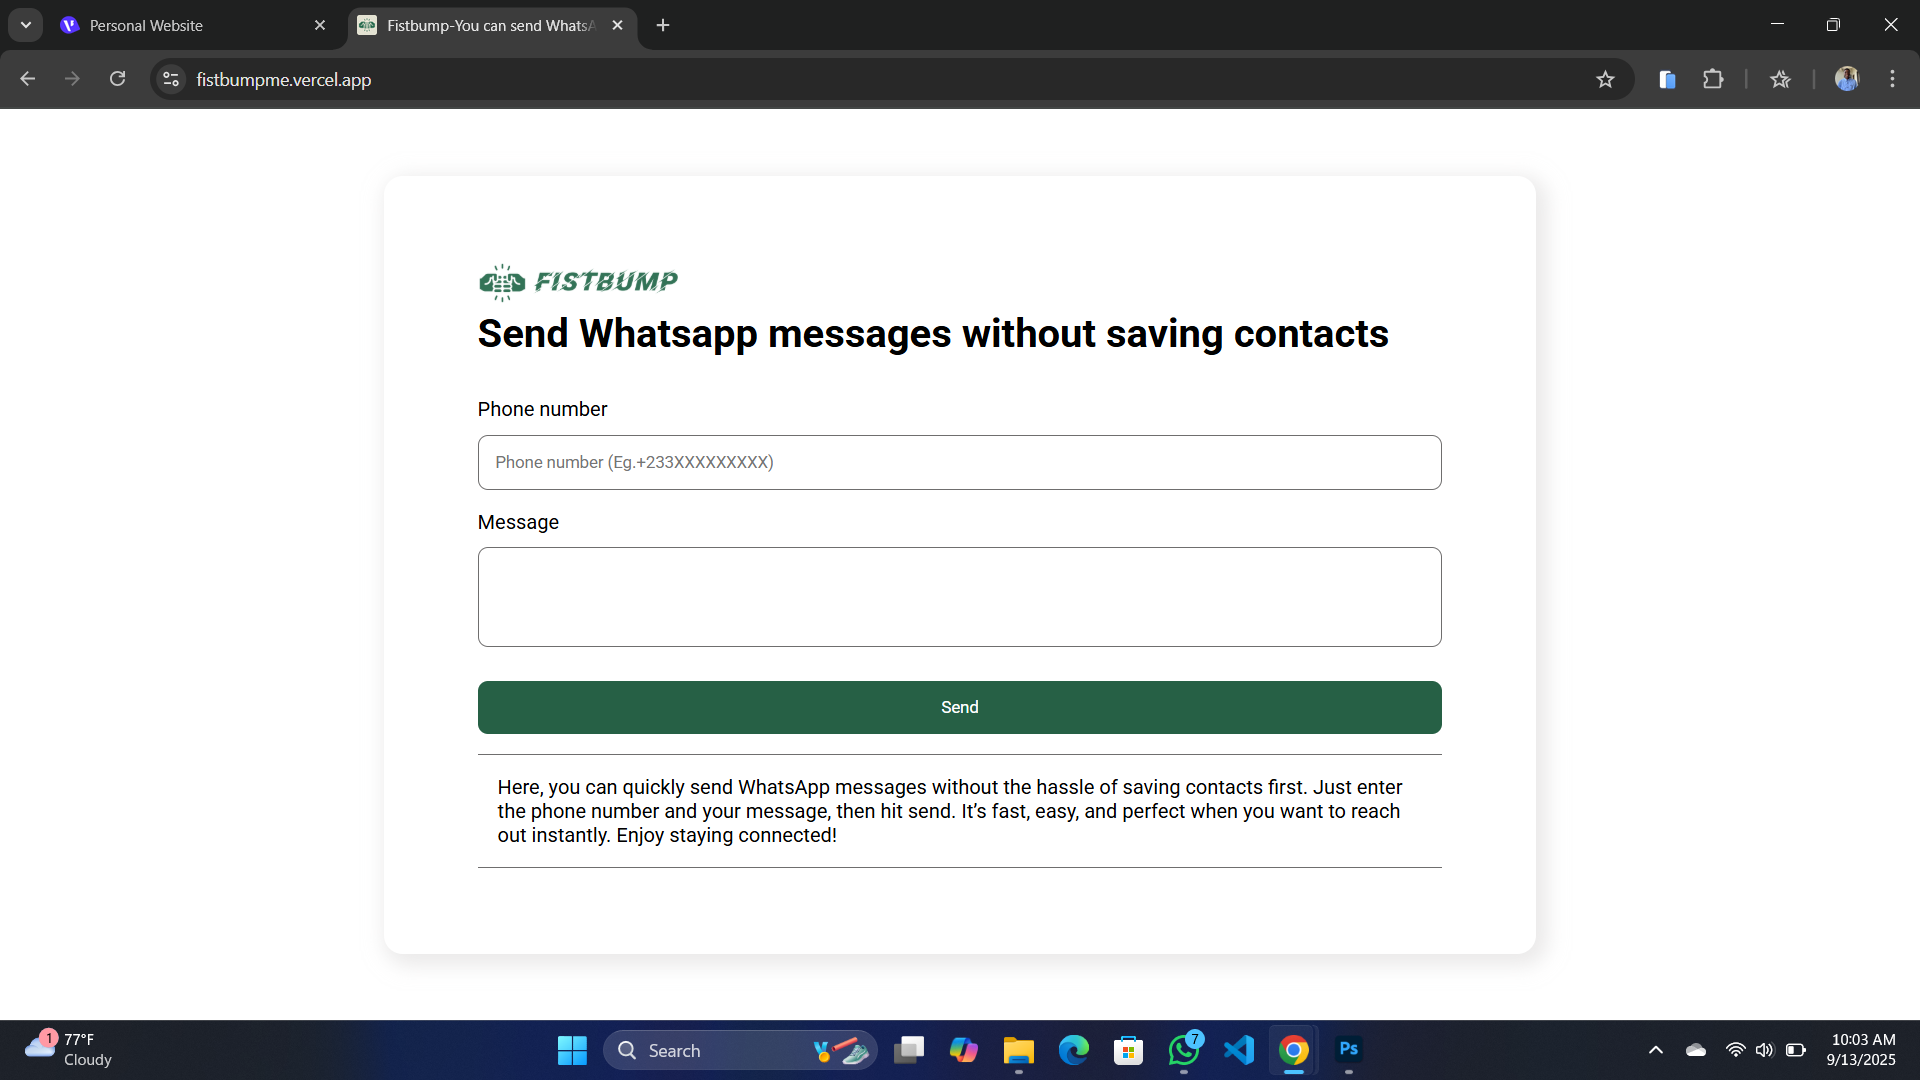 Personal Website
Fistbump-You can send WhatsA
fistbumpme.vercel.app
FISTBUMP
Send Whatsapp messages without saving contacts
Phone number
Phone number (Eg.+233XXXXXXXXX)
Message
Send
Here, you can quickly send WhatsApp messages without the hassle of saving contacts first. Just enter
the phone number and your message, then hit send. It’s fast, easy, and perfect when you want to reach
out instantly. Enjoy staying connected!
1
77°F
Cloudy
Search
7
Ps
10:03 AM
9/13/2025